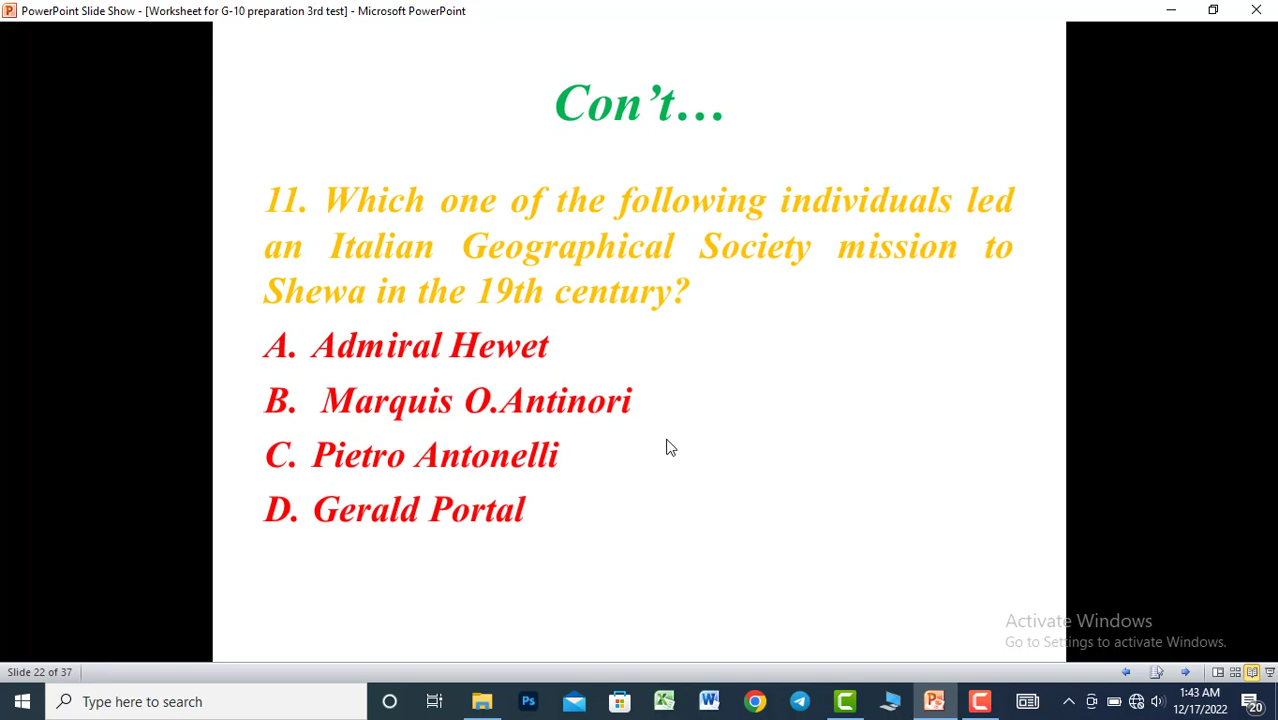 PowerPoint Slide Show - [Worksheet for G-10 preparation 3rd test] - Microsoft PowerPoint
Con’t…
11. Which one of the following individuals led
an Italian Geographical Society mission to
Shewa in the 19th century?
A. Admiral Hewet
B. Marquis O.Antinori
C. Pietro Antonelli
D. Gerald Portal
Activate Windows
Go to Settings to activate Windows.
Slide 22 of 37
Type here to search
1:43 AM
12/17/2022
20